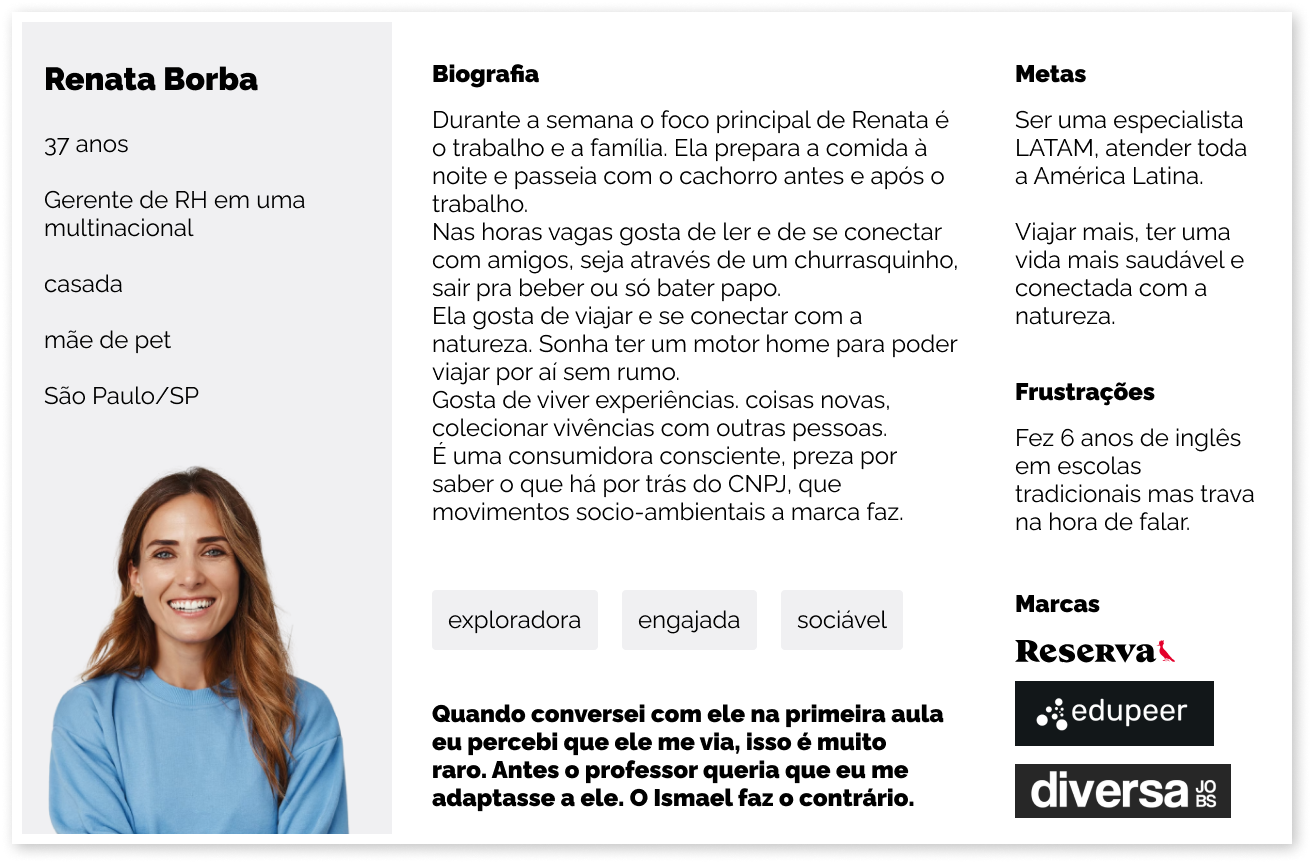 Renata Borba
37 anos
Gerente de RH em uma
multinacional
casada
mãe de pet
São Paulo/SP
Biografia
Durante a semana o foco principal de Renata é
o trabalho e a família. Ela prepara a comida à
noite e passeia com o cachorro antes e após o
trabalho.
Nas horas vagas gosta de ler e de se conectar
com amigos, seja através de um churrasquinho,
sair pra beber ou só bater papo.
Ela gosta de viajar e se conectar com a
natureza. Sonha ter um motor home para poder
viajar por aí sem rumo.
Gosta de viver experiências. coisas novas,
colecionar vivências com outras pessoas.
É uma consumidora consciente, preza por
saber o que há por trás do CNPJ, que
movimentos socio-ambientais a marca faz.
exploradora
engajada
sociável
Quando conversei com ele na primeira aula
eu percebi que ele me via, isso é muito
raro. Antes o professor queria que eu me
adaptasse a ele. O Ismael faz o contrário.
Metas
Ser uma especialista
LATAM, atender toda
a América Latina.
Viajar mais, ter uma
vida mais saudável e
conectada com a
natureza.
Frustrações
Fez 6 anos de inglês
em escolas
tradicionais mas trava
na hora de falar.
Marcas
Reserva
edupeer
diversa JO
BS